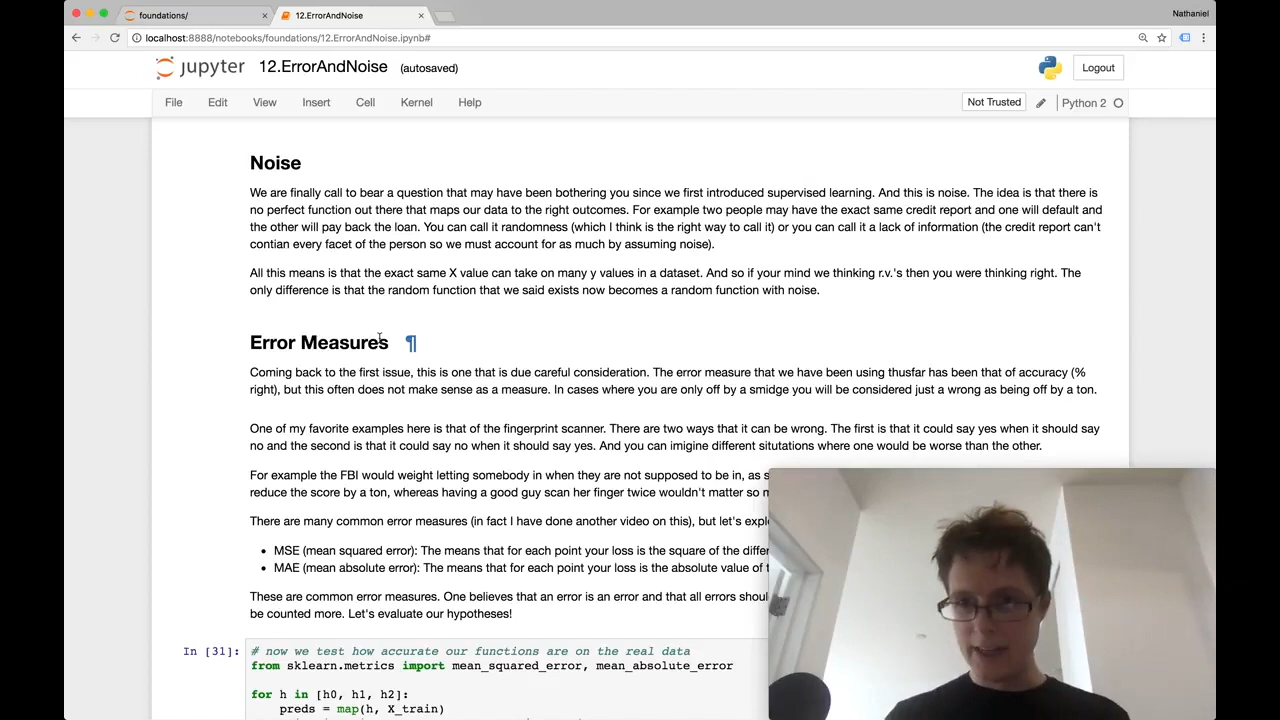 foundations/
12.ErrorAndNoise
Nathaniel
localhost:8888/notebooks/foundations/12.ErrorAndNoise.ipynb#
jupyter 12.ErrorAndNoise (autosaved)
Logout
File Edit View Insert Cell Kernel Help
Not Trusted
Python 2
Noise
We are finally call to bear a question that may have been bothering you since we first introduced supervised learning. And this is noise. The idea is that there is
no perfect function out there that maps our data to the right outcomes. For example two people may have the exact same credit report and one will default and
the other will pay back the loan. You can call it randomness (which I think is the right way to call it) or you can call it a lack of information (the credit report can't
contian every facet of the person so we must account for as much by assuming noise).
All this means is that the exact same X value can take on many y values in a dataset. And so if your mind we thinking r.v.'s then you were thinking right. The
only difference is that the random function that we said exists now becomes a random function with noise.
Error Measures ¶
Coming back to the first issue, this is one that is due careful consideration. The error measure that we have been using thusfar has been that of accuracy (%
right), but this often does not make sense as a measure. In cases where you are only off by a smidge you will be considered just a wrong as being off by a ton.
One of my favorite examples here is that of the fingerprint scanner. There are two ways that it can be wrong. The first is that it could say yes when it should say
no and the second is that it could say no when it should say yes. And you can imigine different situtations where one would be worse than the other.
For example the FBI would weight letting somebody in when they are not supposed to be in, as s
reduce the score by a ton, whereas having a good guy scan her finger twice wouldn't matter so m
There are many common error measures (in fact I have done another video on this), but let's expl
• MSE (mean squared error): The means that for each point your loss is the square of the differ
• MAE (mean absolute error): The means that for each point your loss is the absolute value of t
These are common error measures. One believes that an error is an error and that all errors shoul
be counted more. Let's evaluate our hypotheses!
In [31]:
# now we test how accurate our functions are on the real data
from sklearn.metrics import mean_squared_error, mean_absolute_error
for h in [h0, h1, h2]:
preds = map(h, X_train)